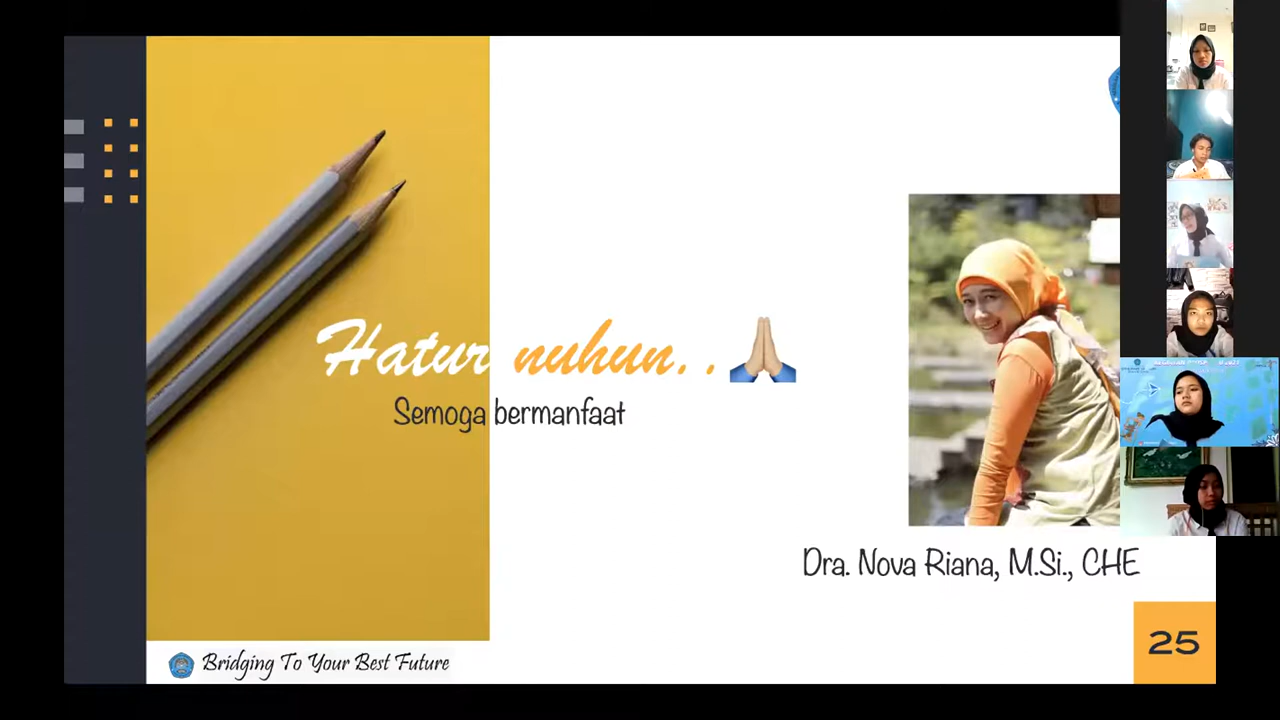 Hatur nuhun..
Semoga bermanfaat
Dra. Nova Riana, M.Si., CHE
25
Bridging To Your Best Future